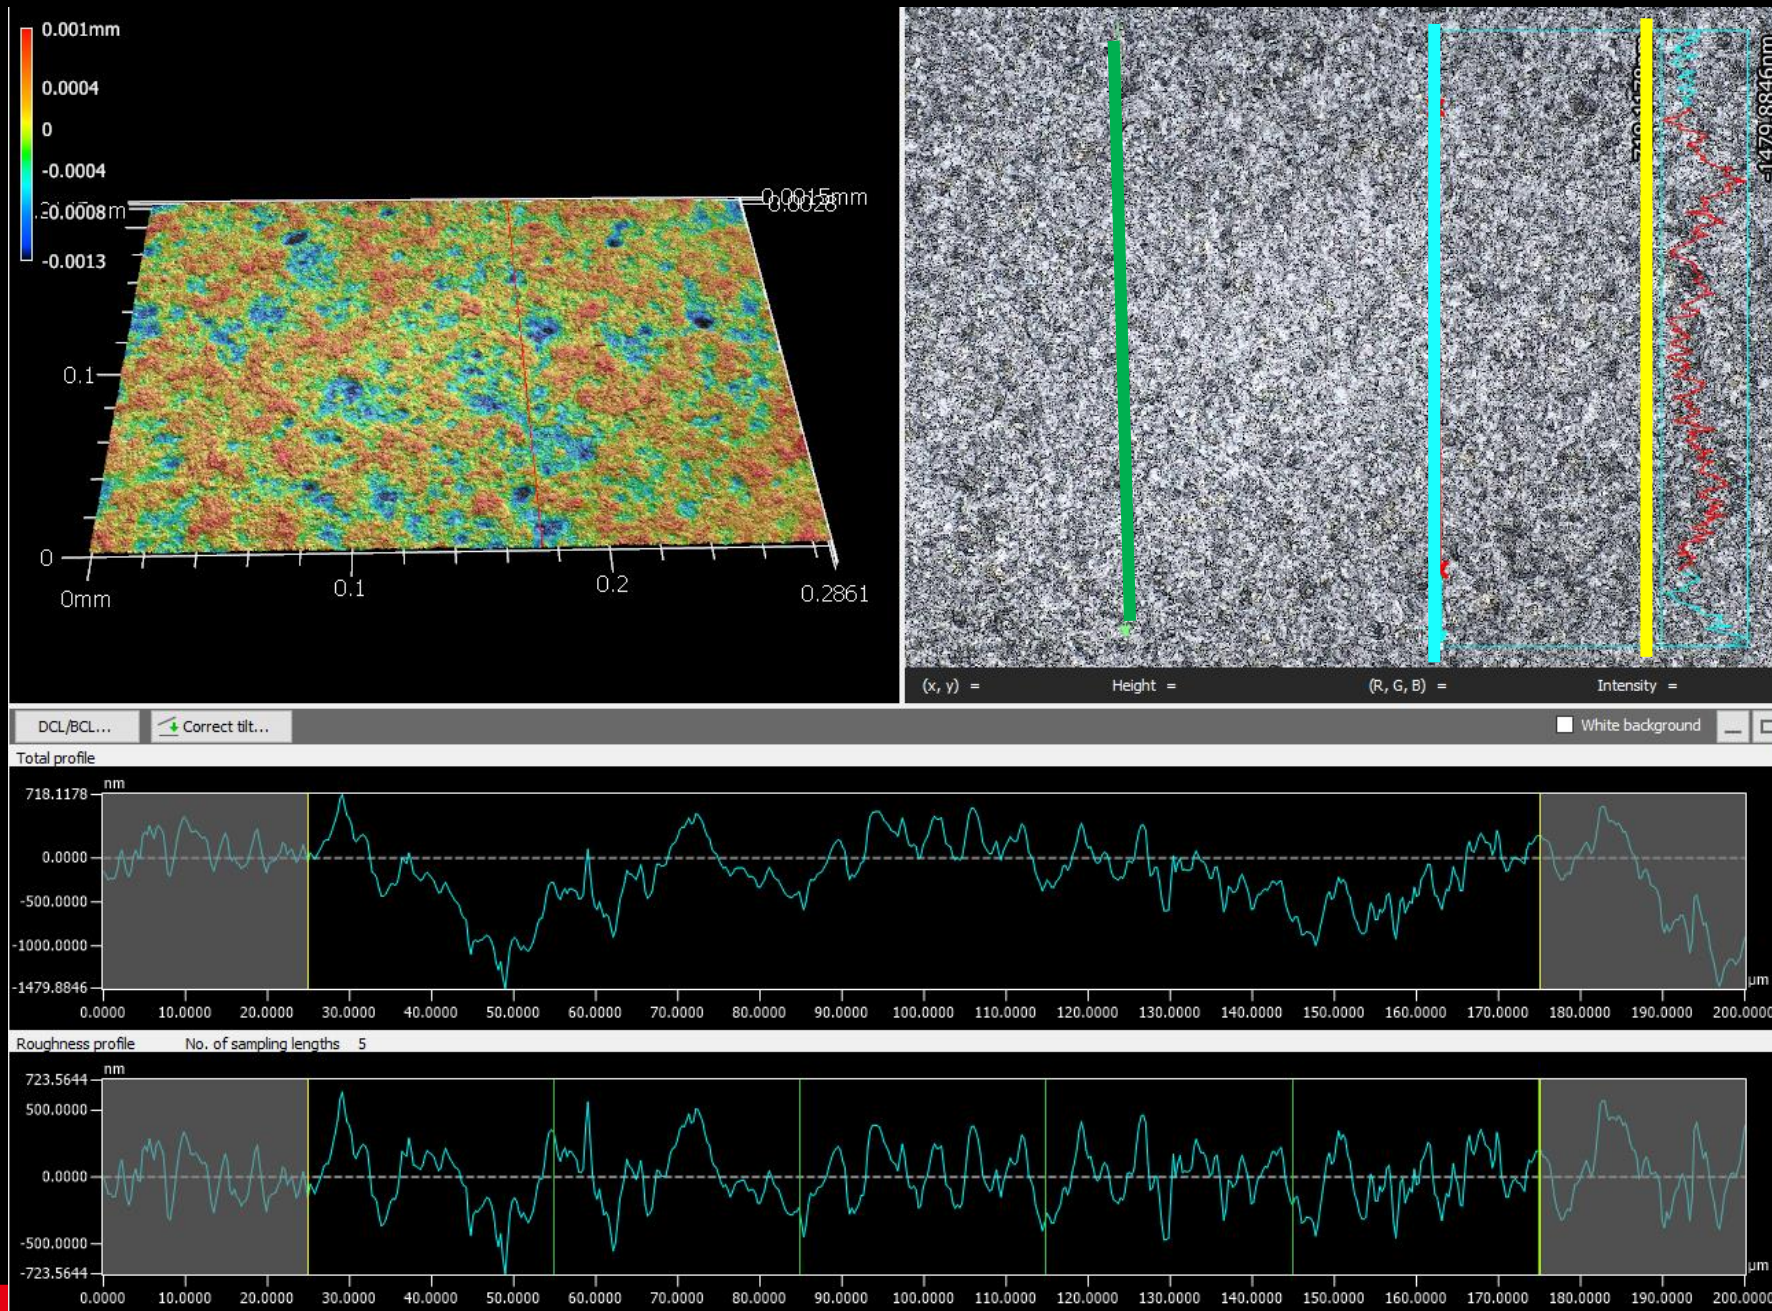 0.001mm
0.0004
0
-0.0004
-0.0008
-0.0013
0.0015mm
0.0028
0.1
0
0mm
0.1
0.2
0.2861
-1479.8846nm
(x, y) =
Height =
(R, G, B) =
Intensity =
DCL/BCL...
Correct tilt...
White background
Total profile
nm
718.1178
0.0000
-500.0000
-1000.0000
-1479.8846
µm
0.0000 10.0000 20.0000 30.0000 40.0000 50.0000 60.0000 70.0000 80.0000 90.0000 100.0000 110.0000 120.0000 130.0000 140.0000 150.0000 160.0000 170.0000 180.0000 190.0000 200.0000
Roughness profile No. of sampling lengths 5
nm
723.5644
500.0000
0.0000
-500.0000
-723.5644
µm
0.0000 10.0000 20.0000 30.0000 40.0000 50.0000 60.0000 70.0000 80.0000 90.0000 100.0000 110.0000 120.0000 130.0000 140.0000 150.0000 160.0000 170.0000 180.0000 190.0000 200.0000